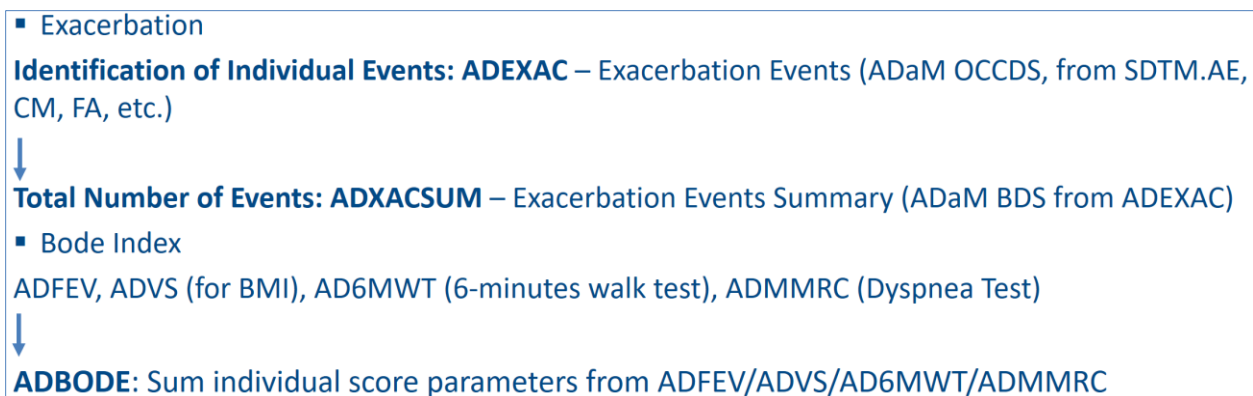 ▪ Exacerbation
Identification of Individual Events: ADEXAC – Exacerbation Events (ADaM OCCDS, from SDTM.AE,
CM, FA, etc.)
Total Number of Events: ADXACSUM – Exacerbation Events Summary (ADaM BDS from ADEXAC)
▪ Bode Index
ADFEV, ADVS (for BMI), AD6MWT (6-minutes walk test), ADMMRC (Dyspnea Test)
ADBODE: Sum individual score parameters from ADFEV/ADVS/AD6MWT/ADMMRC